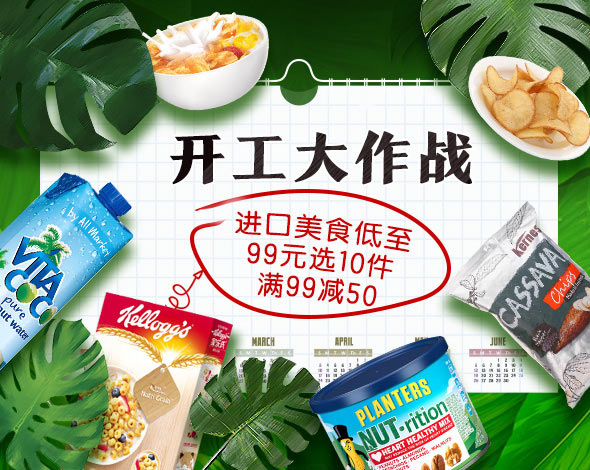 开工大作战
进口美食低至
99元选10件
满99减50
by All Market
VITA
COCO
pure
Kellogg's
CASSAVA
Chips
MARCH
APRIL
MAY
JUNE
PLANTERS
NUT·rition
HEART HEALTHY MIX